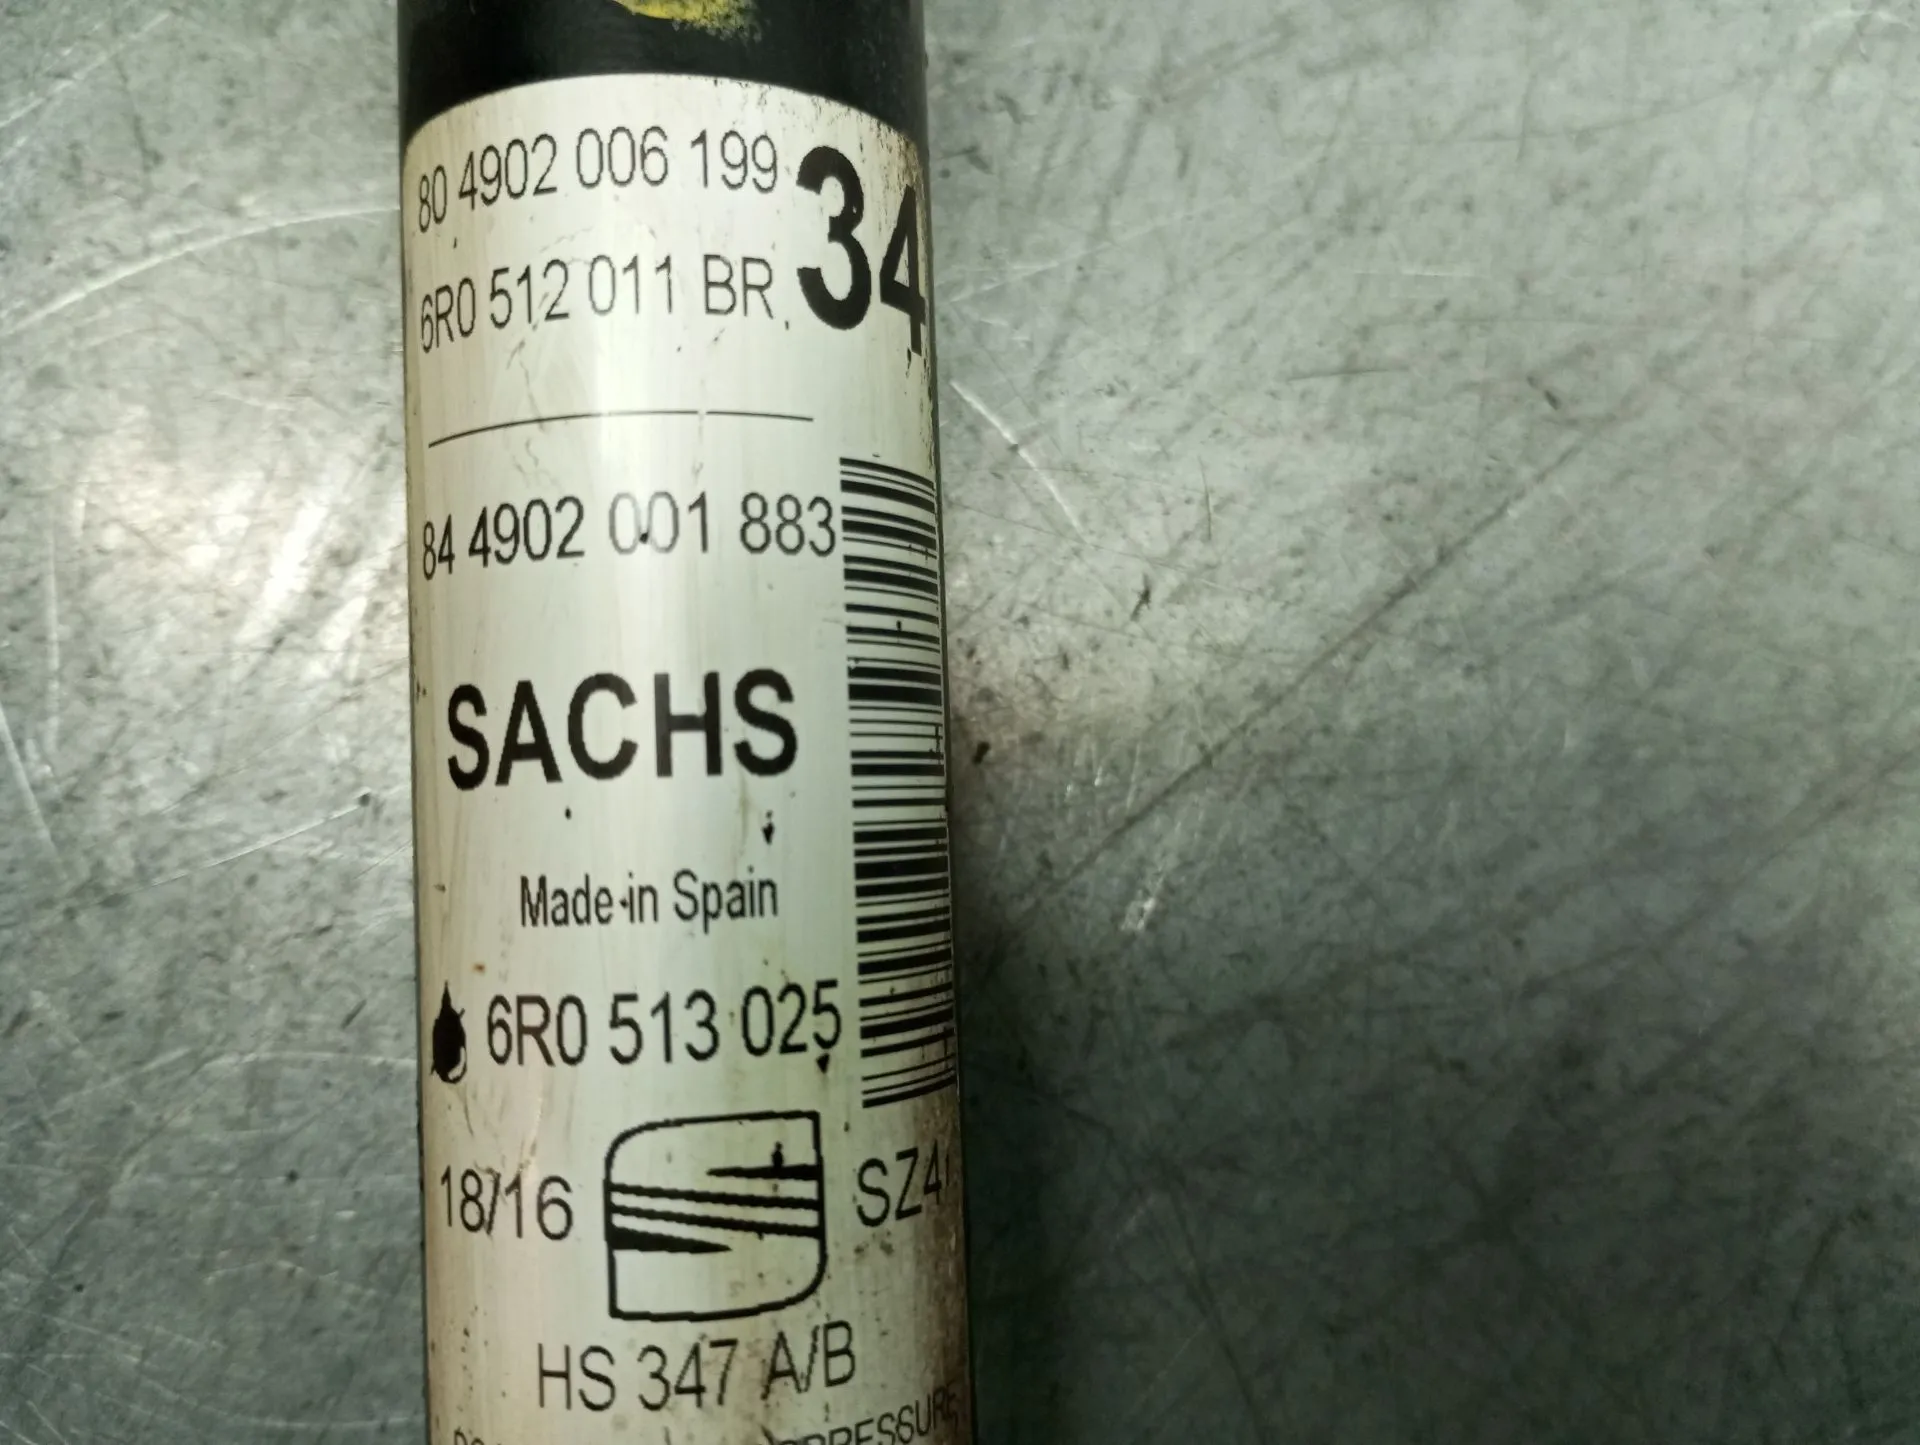 80 4902 006 199
34
6R0 512 011 BR
84 4902 001 883
SACHS
Made in Spain
6R0 513 025
18/16
SZ4
HS 347 A/B